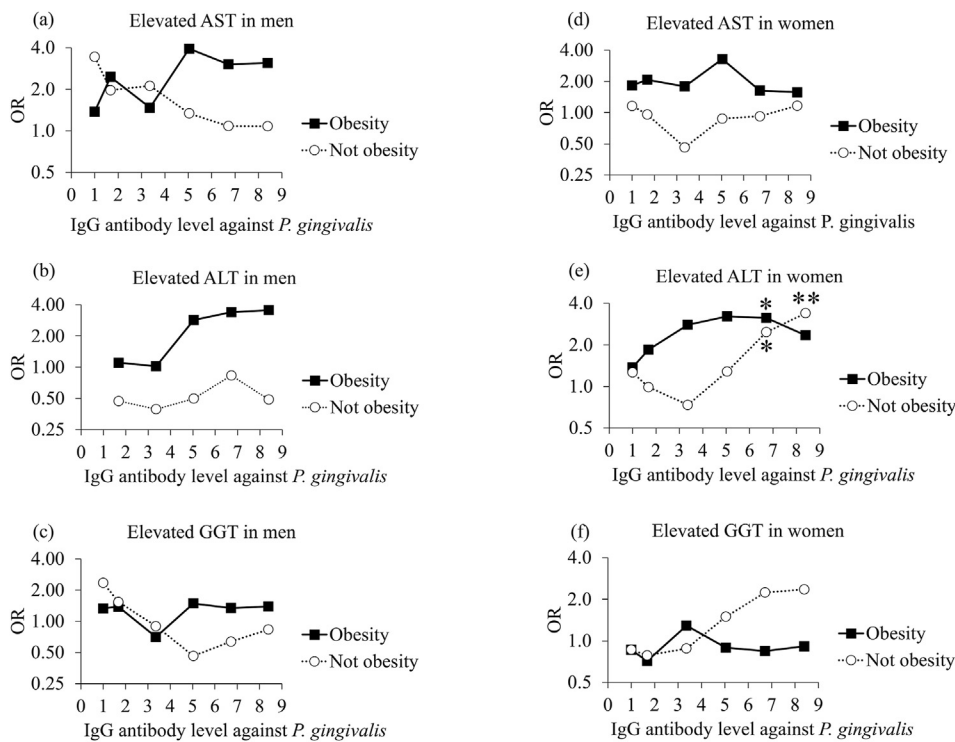 (a)
Elevated AST in men
4.0
2.0
1.0
0.5
OR
0 1 2 3 4 5 6 7 8 9
IgG antibody level against P. gingivalis
Obesity
Not obesity
(d)
Elevated AST in women
4.00
2.00
1.00
0.50
0.25
OR
0 1 2 3 4 5 6 7 8 9
IgG antibody level against P. gingivalis
Obesity
Not obesity
(b)
Elevated ALT in men
4.00
2.00
1.00
0.50
0.25
OR
0 1 2 3 4 5 6 7 8 9
IgG antibody level against P. gingivalis
Obesity
Not obesity
(e)
Elevated ALT in women
4.0
2.0
1.0
0.5
OR
* **
*
0 1 2 3 4 5 6 7 8 9
IgG antibody level against P. gingivalis
Obesity
Not obesity
(c)
Elevated GGT in men
4.00
2.00
1.00
0.50
0.25
OR
0 1 2 3 4 5 6 7 8 9
IgG antibody level against P. gingivalis
Obesity
Not obesity
(f)
Elevated GGT in women
4.0
2.0
1.0
0.5
OR
0 1 2 3 4 5 6 7 8 9
IgG antibody level against P. gingivalis
Obesity
Not obesity